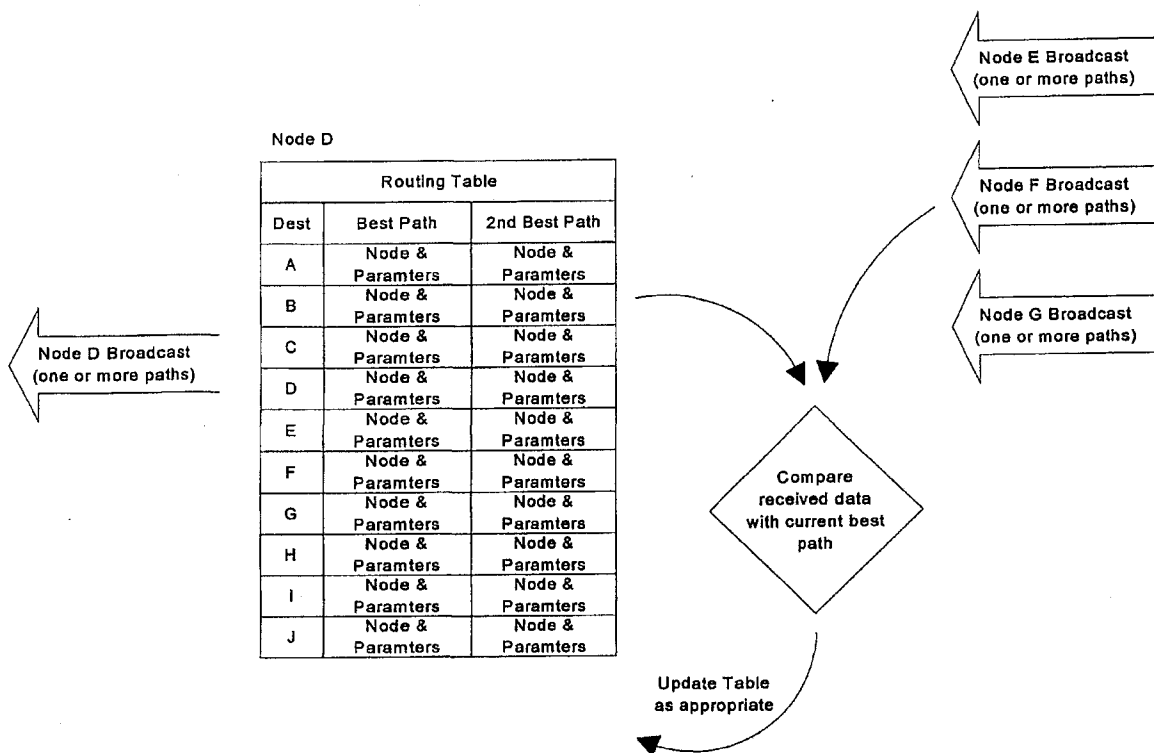 Node E Broadcast
(one or more paths)
Node F Broadcast
(one or more paths)
Node G Broadcast
(one or more paths)
Node D
Routing Table
Dest Best Path 2nd Best Path
A Node & Paramters Node & Paramters
B Node & Paramters Node & Paramters
C Node & Paramters Node & Paramters
D Node & Paramters Node & Paramters
E Node & Paramters Node & Paramters
F Node & Paramters Node & Paramters
G Node & Paramters Node & Paramters
H Node & Paramters Node & Paramters
I Node & Paramters Node & Paramters
J Node & Paramters Node & Paramters
Node D Broadcast
(one or more paths)
Compare
received data
with current best
path
Update Table
as appropriate